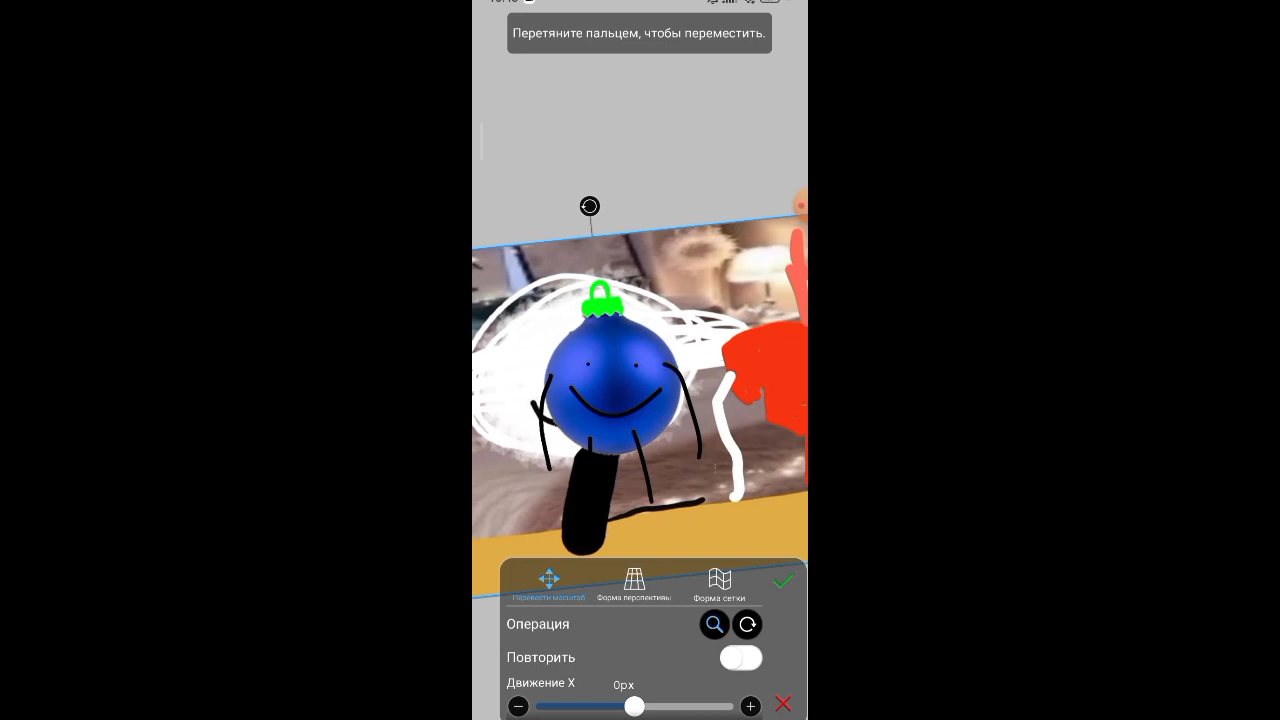 Перетяните пальцем, чтобы переместить.
Перевести масштаб
Форма перспективы
Форма сетки
Операция
Повторить
Движение X
0px